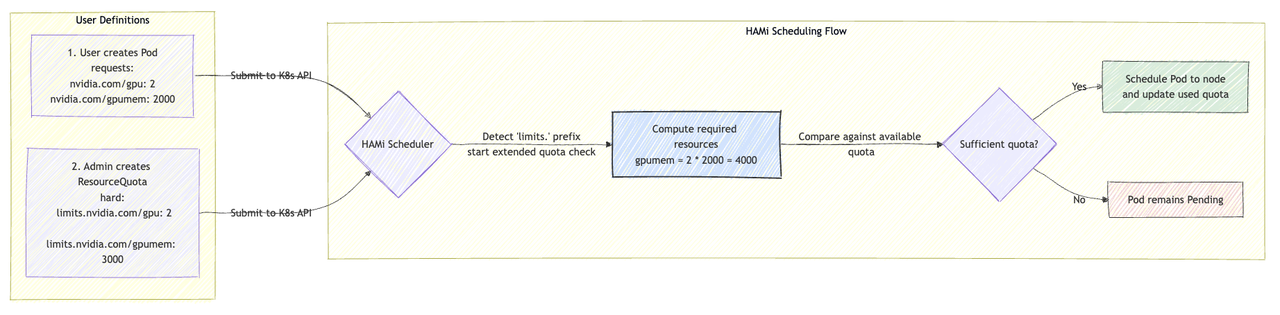 User Definitions
1. User creates Pod
requests:
nvidia.com/gpu: 2
nvidia.com/gpumem: 2000
2. Admin creates
ResourceQuota
hard:
limits.nvidia.com/gpu: 2
limits.nvidia.com/gpumem:
3000
Submit to K8s API
Submit to K8s API
HAMi Scheduling Flow
HAMi Scheduler
Detect 'limits.' prefix
start extended quota check
Compute required
resources
gpumem = 2 * 2000 = 4000
Compare against available
quota
Sufficient quota?
Yes
Schedule Pod to node
and update used quota
No
Pod remains Pending